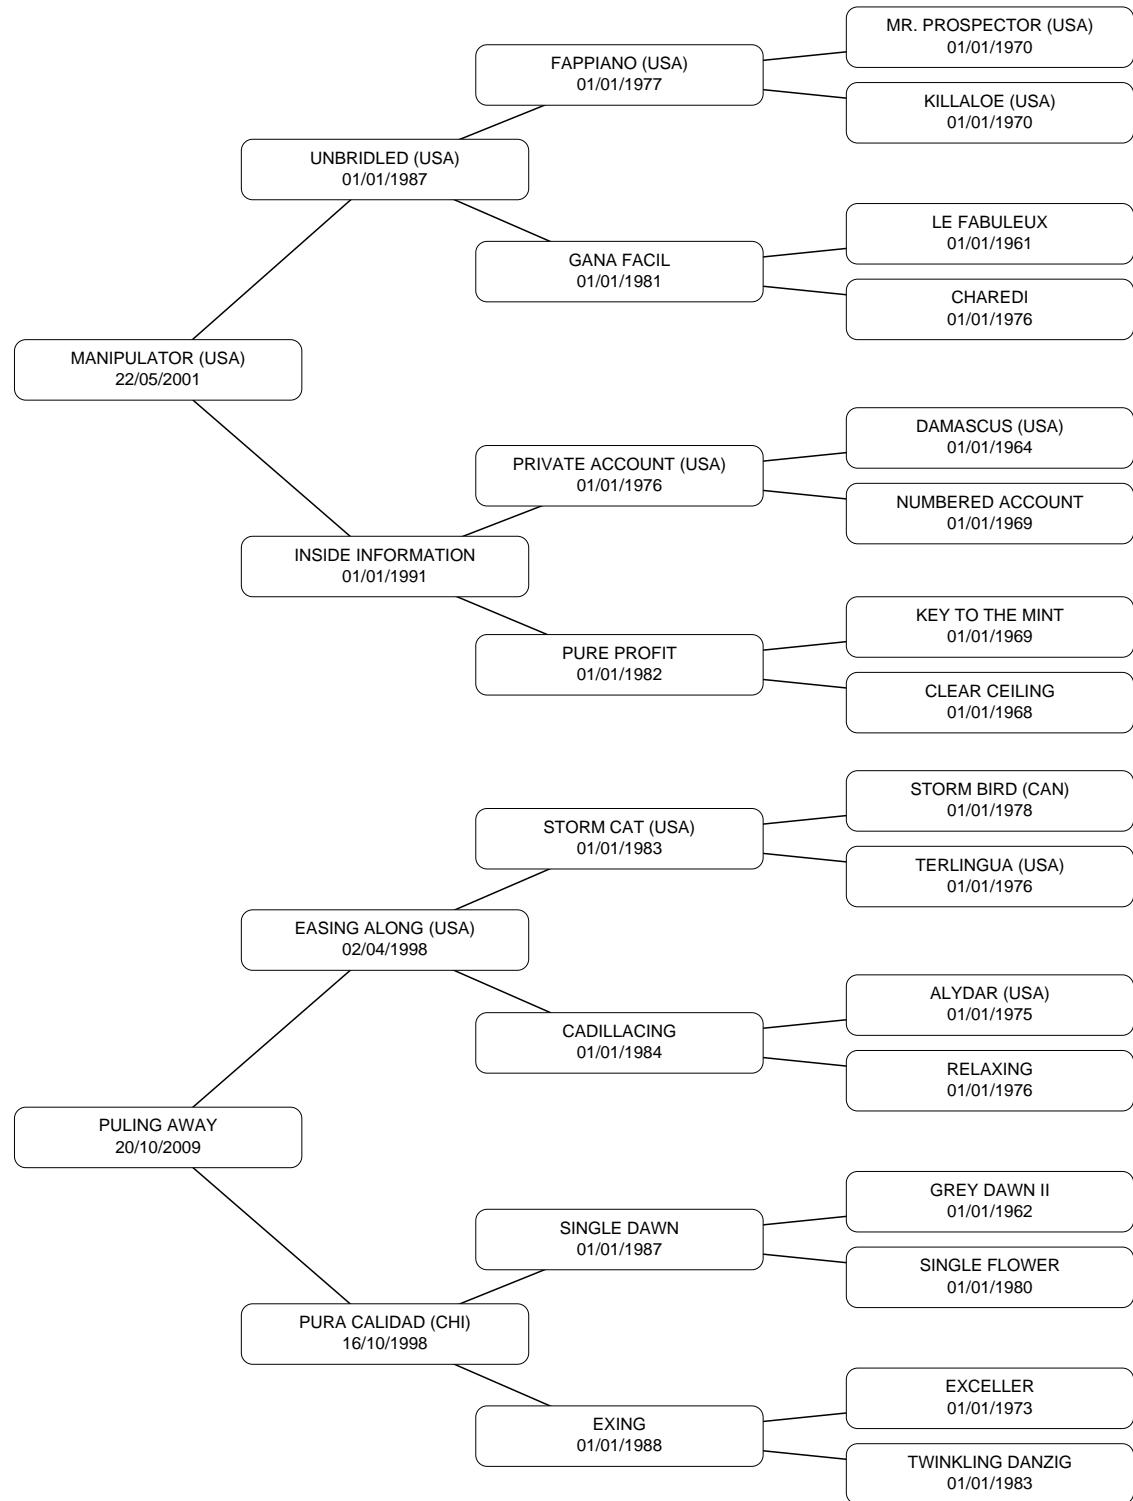 MR. PROSPECTOR (USA)
01/01/1970
FAPPIANO (USA)
01/01/1977
KILLALOE (USA)
01/01/1970
UNBRIDLED (USA)
01/01/1987
LE FABULEUX
01/01/1961
GANA FACIL
01/01/1981
CHAREDI
01/01/1976
MANIPULATOR (USA)
22/05/2001
DAMASCUS (USA)
01/01/1964
PRIVATE ACCOUNT (USA)
01/01/1976
NUMBERED ACCOUNT
01/01/1969
INSIDE INFORMATION
01/01/1991
KEY TO THE MINT
01/01/1969
PURE PROFIT
01/01/1982
CLEAR CEILING
01/01/1968
STORM BIRD (CAN)
01/01/1978
STORM CAT (USA)
01/01/1983
TERLINGUA (USA)
01/01/1976
EASING ALONG (USA)
02/04/1998
ALYDAR (USA)
01/01/1975
CADILLACING
01/01/1984
RELAXING
01/01/1976
PULING AWAY
20/10/2009
GREY DAWN II
01/01/1962
SINGLE DAWN
01/01/1987
SINGLE FLOWER
01/01/1980
PURA CALIDAD (CHI)
16/10/1998
EXCELLER
01/01/1973
EXING
01/01/1988
TWINKLING DANZIG
01/01/1983